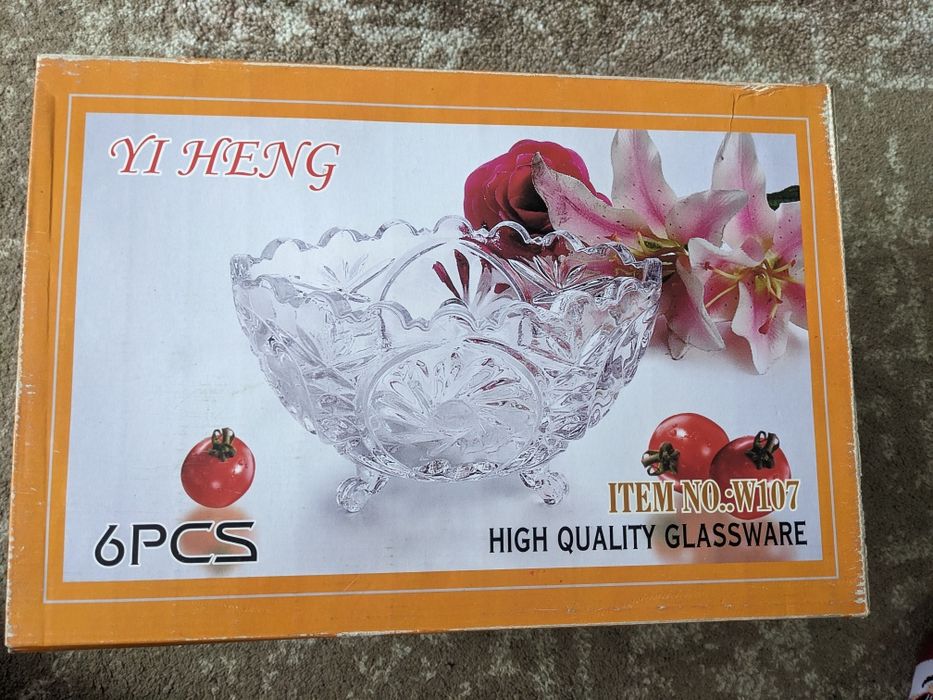 YI HENG
6PCS
ITEM NO.:W107
HIGH QUALITY GLASSWARE